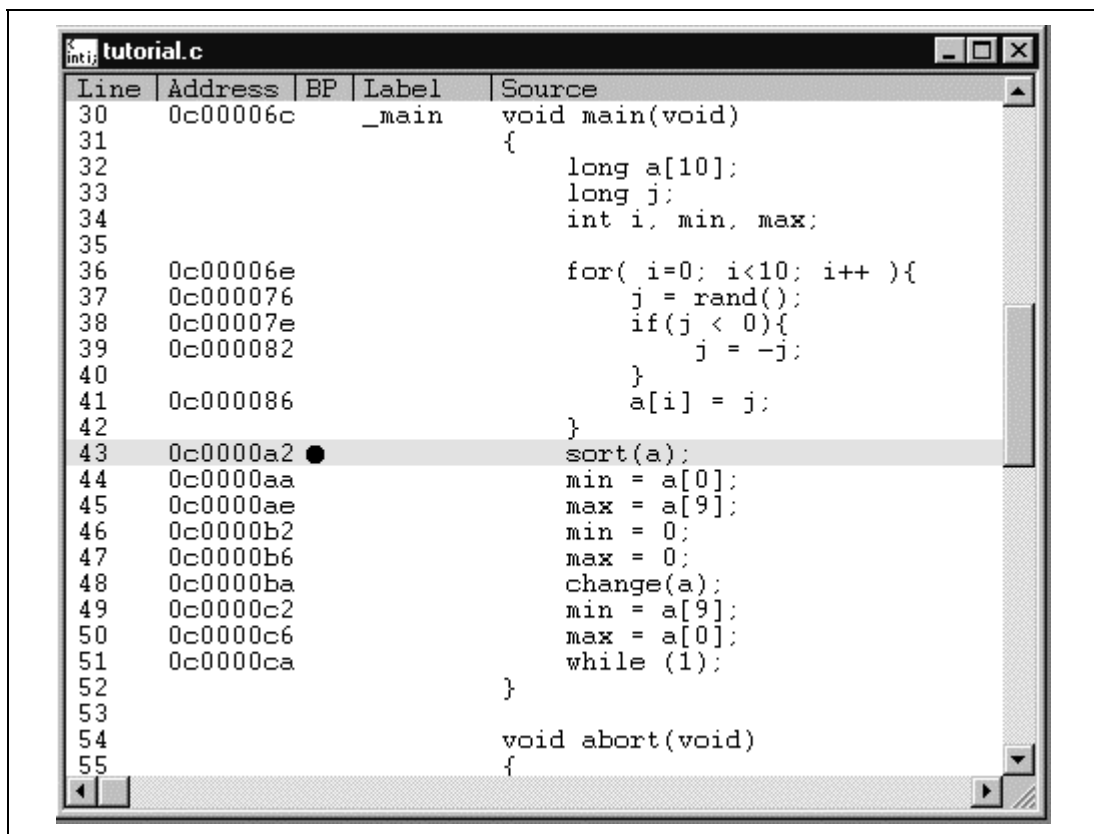 int i; tutorial.c
Line Address BP Label Source
30 0c00006c _main void main(void)
31 {
32 long a[10];
33 long j;
34 int i, min, max;
35
36 0c00006e for( i=0; i<10; i++ ){
37 0c000076 j = rand();
38 0c00007e if(j < 0){
39 0c000082 j = -j;
40 }
41 0c000086 a[i] = j;
42 }
43 0c0000a2 ● sort(a);
44 0c0000aa min = a[0];
45 0c0000ae max = a[9];
46 0c0000b2 min = 0;
47 0c0000b6 max = 0;
48 0c0000ba change(a);
49 0c0000c2 min = a[9];
50 0c0000c6 max = a[0];
51 0c0000ca while (1);
52 }
53
54 void abort(void)
55 {